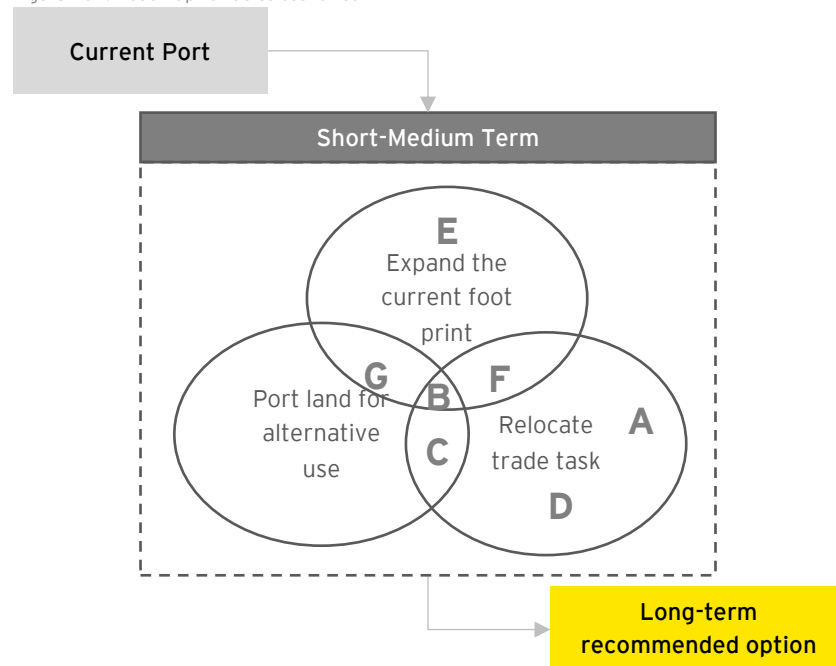 Current Port
Short-Medium Term
E
Expand the
current foot
print
G
B
F
Port land for
alternative
use
C
Relocate
trade task
A
D
Long-term
recommended option